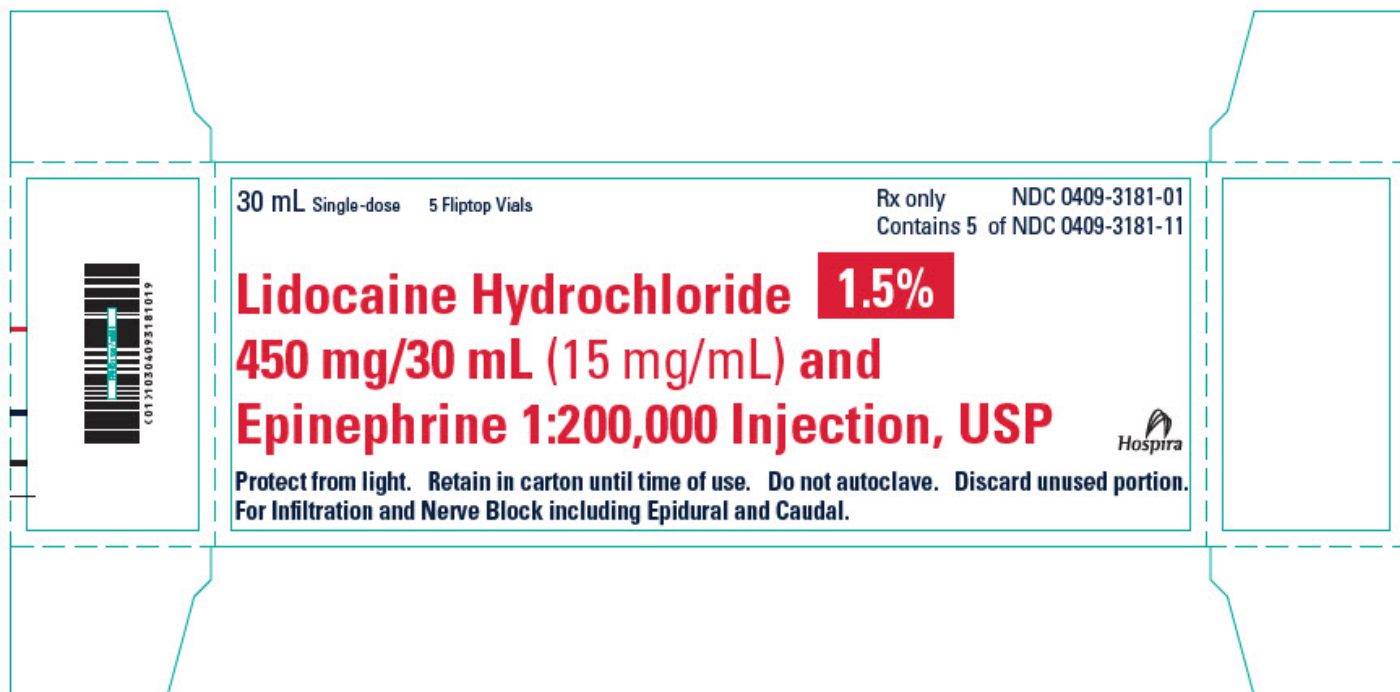 30 mL Single-dose 5 Fliptop Vials
Rx only NDC 0409-3181-01
Contains 5 of NDC 0409-3181-11
Lidocaine Hydrochloride 1.5%
450 mg/30 mL (15 mg/mL) and
Epinephrine 1:200,000 Injection, USP
Hospira
Protect from light. Retain in carton until time of use. Do not autoclave. Discard unused portion.
For Infiltration and Nerve Block including Epidural and Caudal.
(01)10304093181019